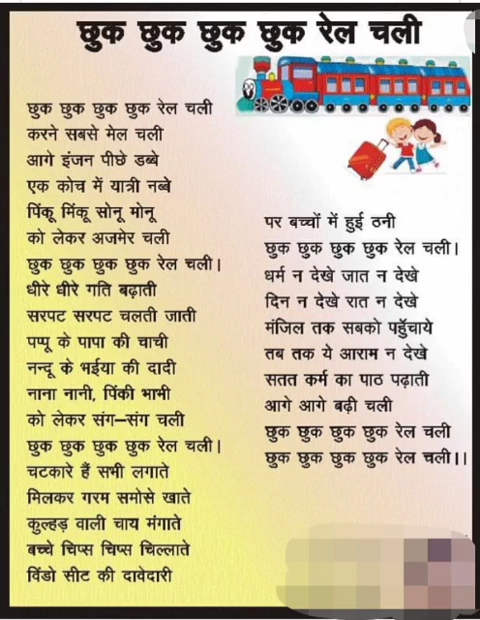 छुक छुक छुक छुक रेल चली
छुक छुक छुक छुक रेल चली
करने सबसे मेल चली
आगे इंजन पीछे डब्बे
एक कोच में यात्री नब्बे
पिंकू मिंकू सोनू मोनू
को लेकर अजमेर चली
छुक छुक छुक छुक रेल चली।
धीरे धीरे गति बढ़ाती
सरपट सरपट चलती जाती
पप्पू के पापा की चाची
नन्दू के भईया की दादी
नाना नानी, पिंकी भाभी
को लेकर संग–संग चली
छुक छुक छुक छुक रेल चली।
चटकारे हैं सभी लगाते
मिलकर गरम समोसे खाते
कुल्हड़ वाली चाय मंगाते
बच्चे चिप्स चिप्स चिल्लाते
विंडो सीट की दावेदारी
पर बच्चों में हुई ठनी
छुक छुक छुक छुक रेल चली।
धर्म न देखे जात न देखे
दिन न देखे रात न देखे
मंजिल तक सबको पहुँचाये
तब तक ये आराम न देखे
सतत कर्म का पाठ पढ़ाती
आगे आगे बढ़ी चली
छुक छुक छुक छुक रेल चली
छुक छुक छुक छुक रेल चली।।